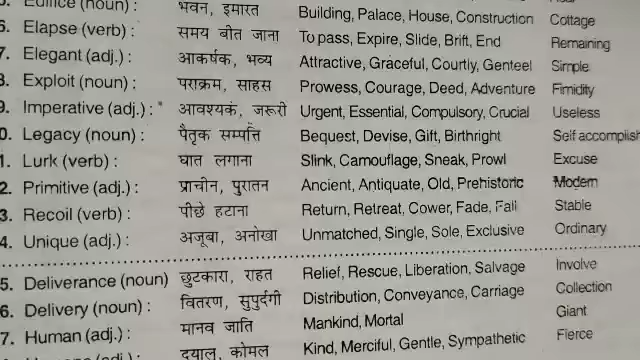 5. Edifice (noun) : भवन, इमारत Building, Palace, House, Construction Cottage
6. Elapse (verb) : समय बीत जाना To pass, Expire, Slide, Brift, End Remaining
7. Elegant (adj.) : आकर्षक, भव्य Attractive, Graceful, Courtly, Genteel Simple
8. Exploit (noun) : पराक्रम, साहस Prowess, Courage, Deed, Adventure Fimidity
9. Imperative (adj.) : आवश्यकं, जरूरी Urgent, Essential, Compulsory, Crucial Useless
0. Legacy (noun) : पैतृक सम्पत्ति Bequest, Devise, Gift, Birthright Self accomplish
1. Lurk (verb) : घात लगाना Slink, Camouflage, Sneak, Prowl Excuse
2. Primitive (adj.) : प्राचीन, पुरातन Ancient, Antiquate, Old, Prehistoric Modern
3. Recoil (verb) : पीछे हटाना Return, Retreat, Cower, Fade, Fall Stable
4. Unique (adj.) : अजूबा, अनोखा Unmatched, Single, Sole, Exclusive Ordinary
5. Deliverance (noun) छुटकारा, राहत Relief, Rescue, Liberation, Salvage Involve
6. Delivery (noun) : वितरण, सुपुर्दगी Distribution, Conveyance, Carriage Collection
7. Human (adj.) : मानव जाति Mankind, Mortal Giant
(adj.) : दयालु, कोमल Kind, Merciful, Gentle, Sympathetic Fierce